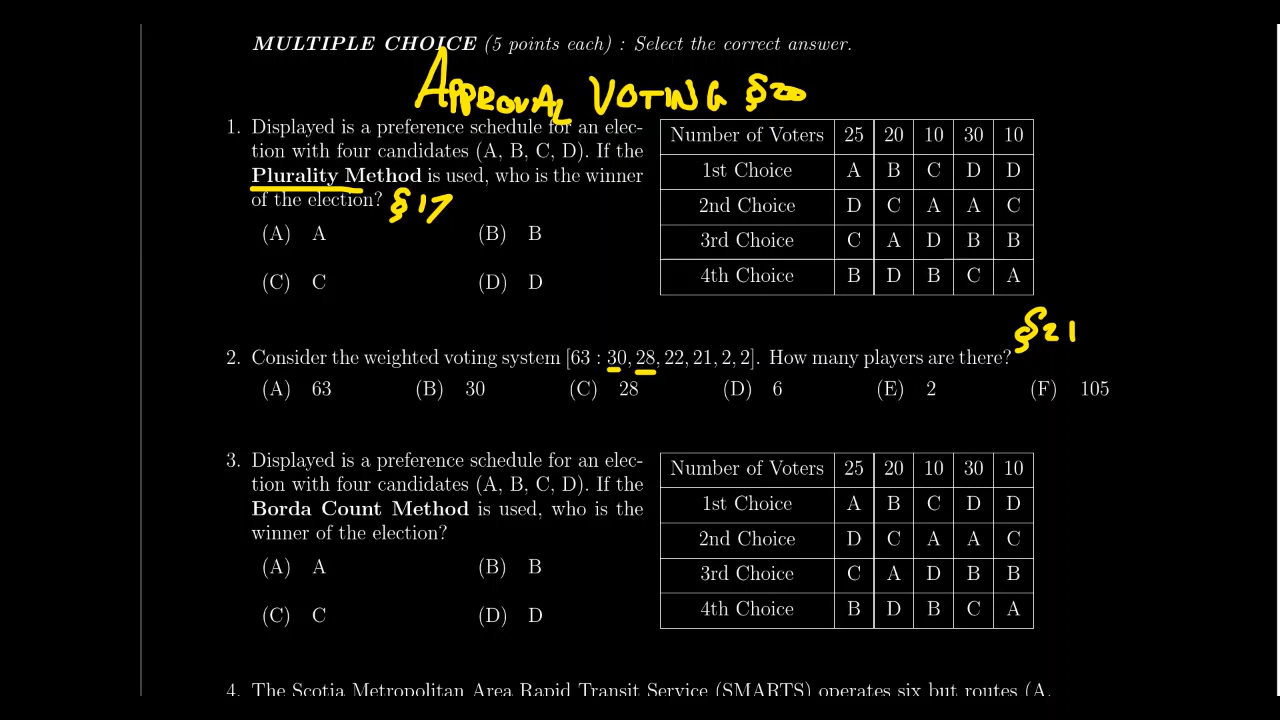 MULTIPLE CHOICE (5 points each) : Select the correct answer.
APPROVAL VOTING §20
1. Displayed is a preference schedule for an elec-
tion with four candidates (A, B, C, D). If the
Plurality Method is used, who is the winner
of the election? § 17
(A) A (B) B
(C) C (D) D
Number of Voters 25 20 10 30 10
1st Choice A B C D D
2nd Choice D C A A C
3rd Choice C A D B B
4th Choice B D B C A
§21
2. Consider the weighted voting system [63 : 30, 28, 22, 21, 2, 2]. How many players are there?
(A) 63 (B) 30 (C) 28 (D) 6 (E) 2 (F) 105
3. Displayed is a preference schedule for an elec-
tion with four candidates (A, B, C, D). If the
Borda Count Method is used, who is the
winner of the election?
(A) A (B) B
(C) C (D) D
Number of Voters 25 20 10 30 10
1st Choice A B C D D
2nd Choice D C A A C
3rd Choice C A D B B
4th Choice B D B C A
4. The Scotia Metropolitan Area Rapid Transit Service (SMARTS) operates six but routes (A,